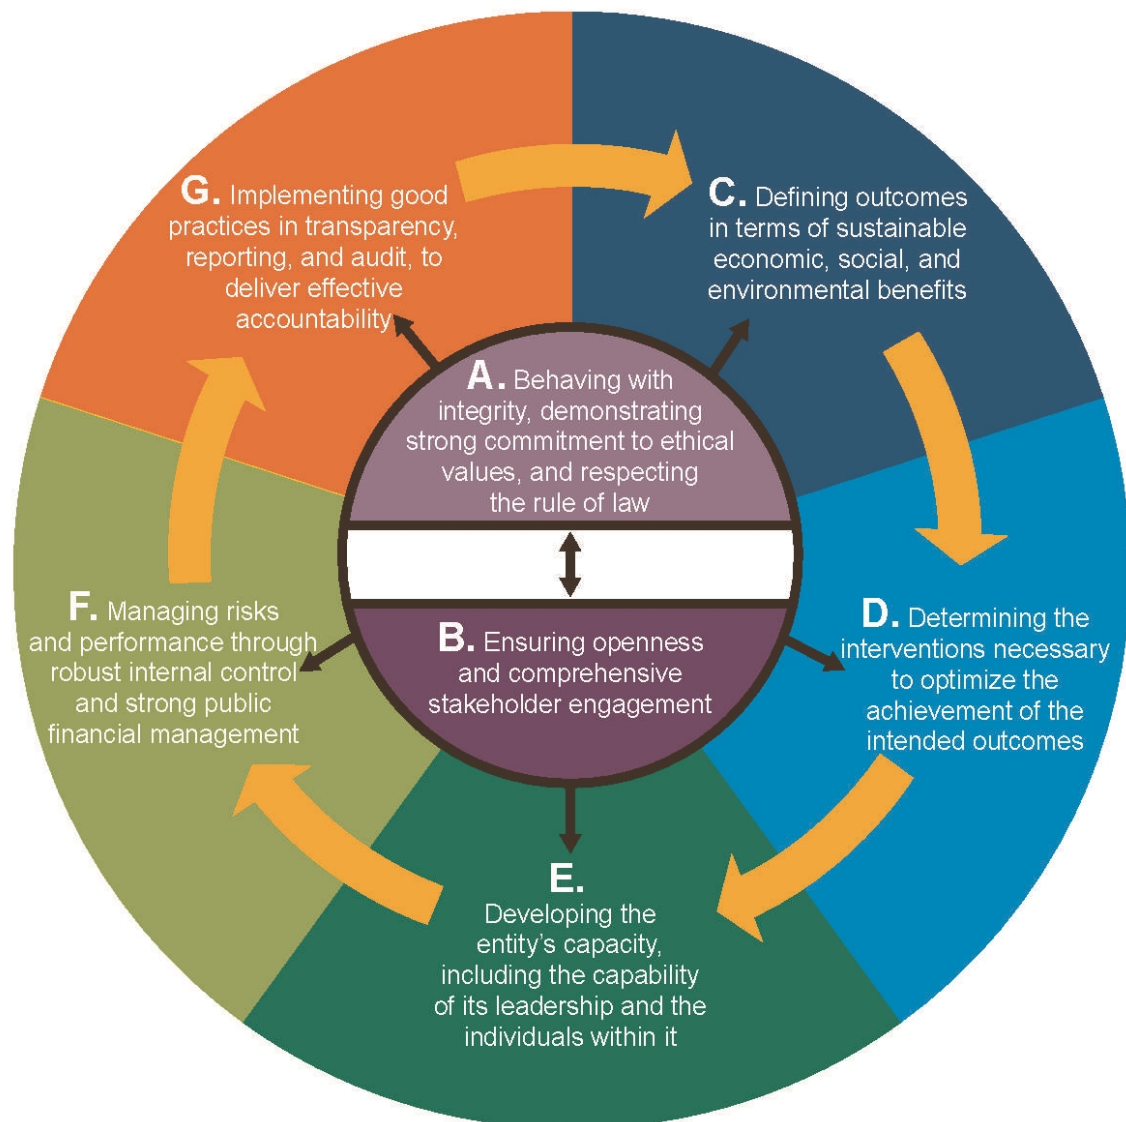 A. Behaving with
integrity, demonstrating
strong commitment to ethical
values, and respecting
the rule of law
B. Ensuring openness
and comprehensive
stakeholder engagement
C. Defining outcomes
in terms of sustainable
economic, social, and
environmental benefits
D. Determining the
interventions necessary
to optimize the
achievement of the
intended outcomes
E.
Developing the
entity’s capacity,
including the capability
of its leadership and the
individuals within it
F. Managing risks
and performance through
robust internal control
and strong public
financial management
G. Implementing good
practices in transparency,
reporting, and audit, to
deliver effective
accountability